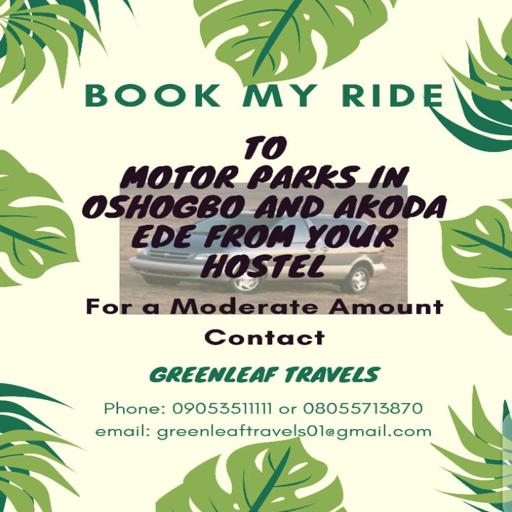 BOOK MY RIDE
TO
MOTOR PARKS IN
OSHOGBO AND AKODA
EDE FROM YOUR
HOSTEL
For a Moderate Amount
Contact
GREENLEAF TRAVELS
Phone: 09053511111 or 08055713870
email: greenleaftravels01@gmail.com